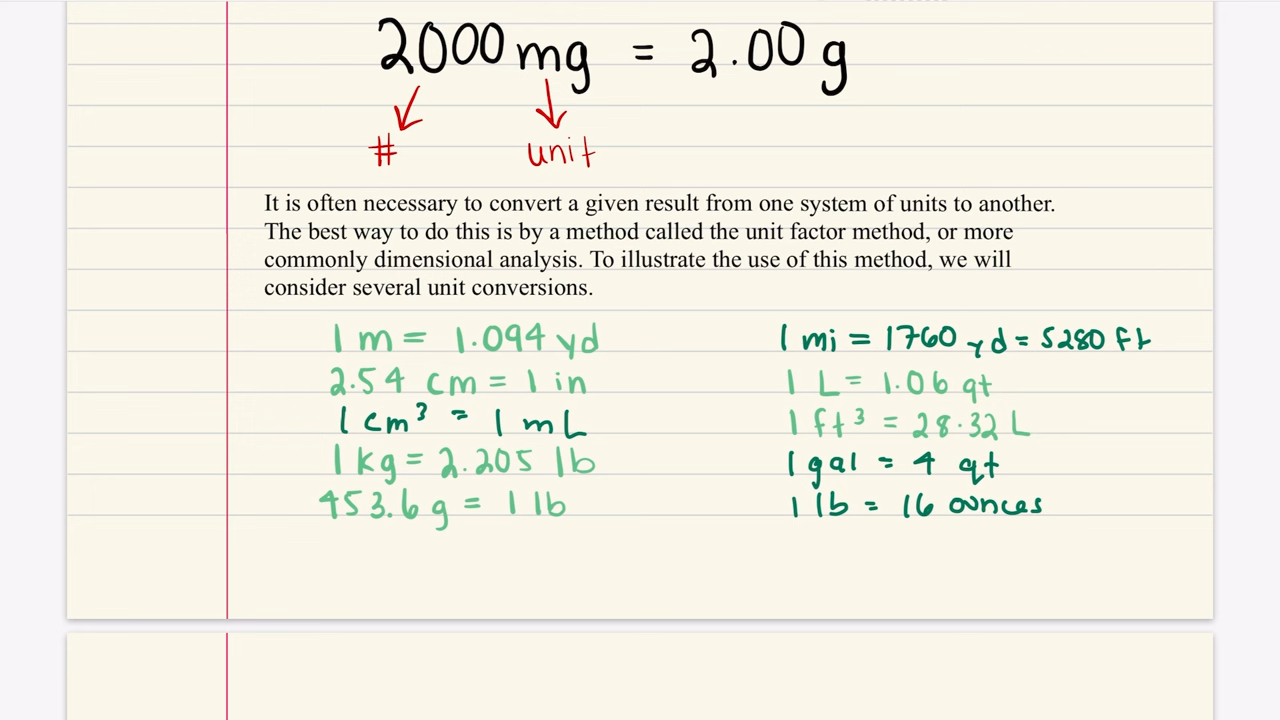 2000 mg = 2.00 g
# unit
It is often necessary to convert a given result from one system of units to another.
The best way to do this is by a method called the unit factor method, or more
commonly dimensional analysis. To illustrate the use of this method, we will
consider several unit conversions.
1 m = 1.094 yd
2.54 cm = 1 in
1 cm³ = 1 mL
1 kg = 2.205 lb
453.6 g = 1 lb
1 mi = 1760 yd = 5280 ft
1 L = 1.06 qt
1 ft³ = 28.32 L
1 gal = 4 qt
1 lb = 16 ounces